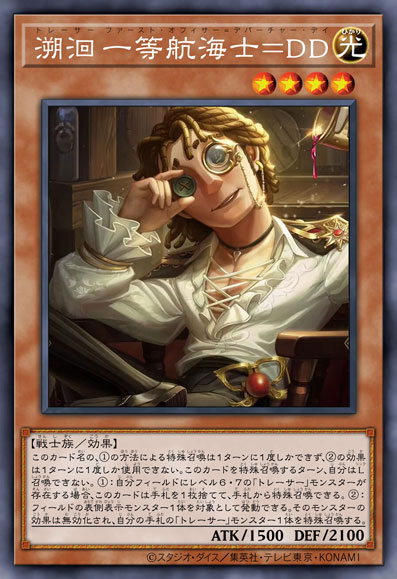 トレーサー ファースト オフィサー＝デパーチャー・デイ
溯洄 一等航海士＝DD
ひかり
光
【戦士族／効果】
このカード名の、①の方法による特殊召喚は1ターンに1度しかできず、②の効果
は1ターンに1度しか使用できない。このカードを特殊召喚するターン、自分はし
召喚できない。①：自分フィールドにレベル6・7の「トレーサー」モンスターが
存在する場合、このカードは手札を1枚捨てて、手札から特殊召喚できる。②：
フィールドの表側表示モンスター1体を対象として発動できる。そのモンスターの
効果は無効化され、自分の手札の「トレーサー」モンスター1体を特殊召喚する。
ATK/1500 DEF/2100
©スタジオ・ダイス／集英社・テレビ東京・KONAMI